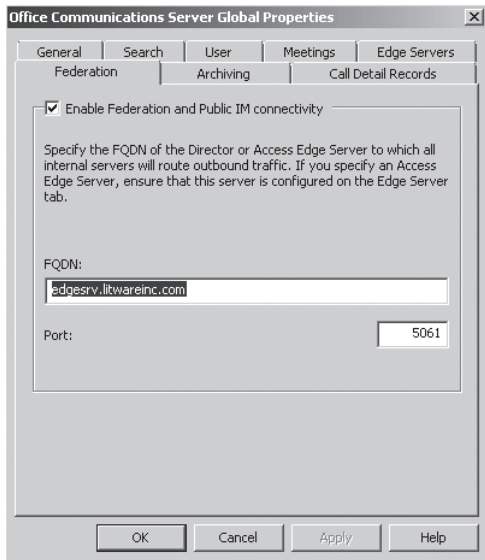 Office Communications Server Global Properties
General Search User Meetings Edge Servers
Federation Archiving Call Detail Records
Enable Federation and Public IM connectivity
Specify the FQDN of the Director or Access Edge Server to which all
internal servers will route outbound traffic. If you specify an Access
Edge Server, ensure that this server is configured on the Edge Server
tab.
FQDN:
edgesrv.litwareinc.com
Port: 5061
OK Cancel Apply Help